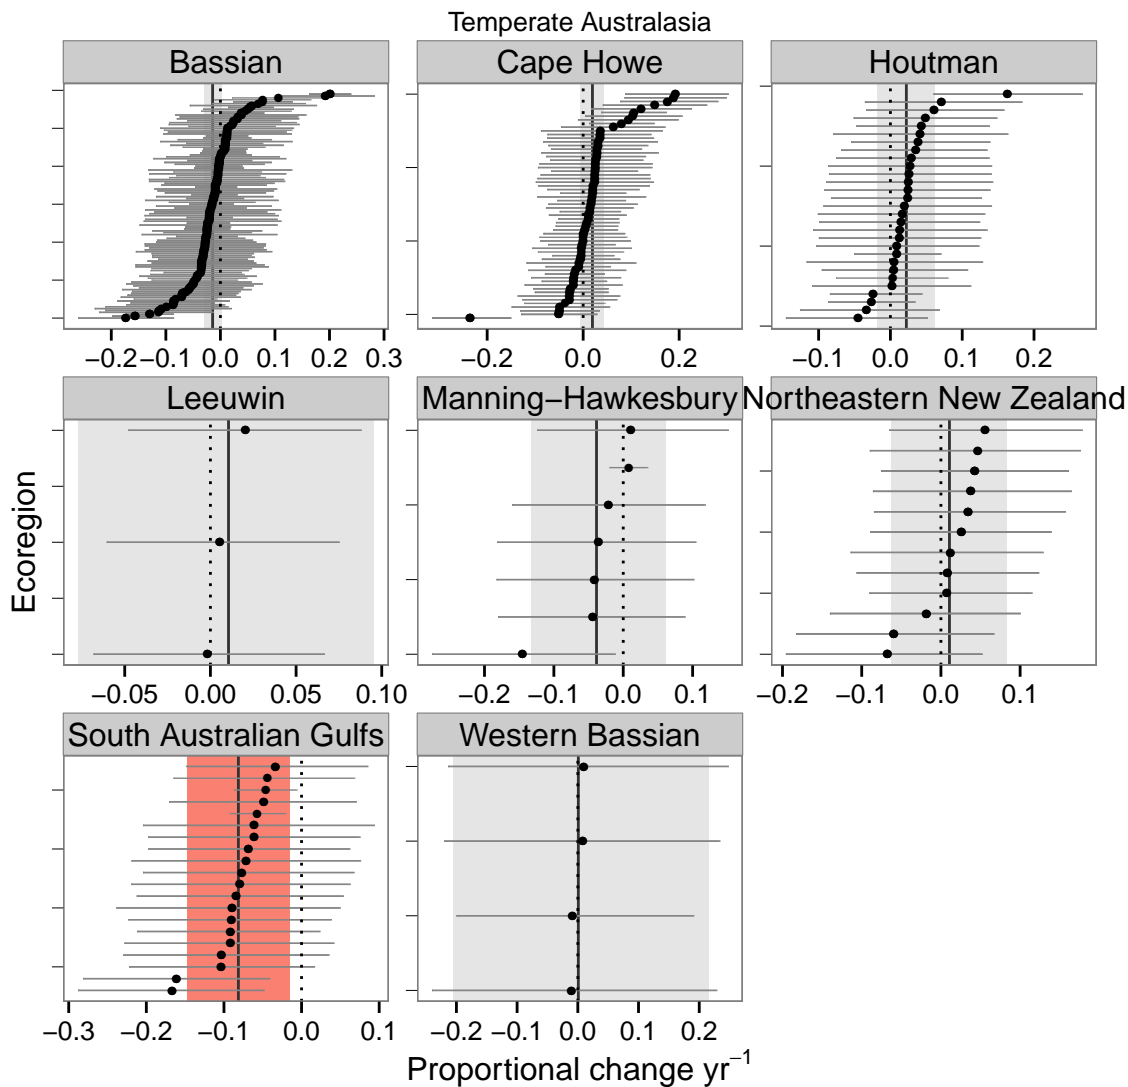 Temperate Australasia
Bassian
Cape Howe
Houtman
−0.2 −0.1 0.0 0.1 0.2 0.3
−0.2 0.0 0.2
−0.1 0.0 0.1 0.2
Leeuwin
Manning−Hawkesbury
Northeastern New Zealand
−0.05 0.00 0.05 0.10
−0.2 −0.1 0.0 0.1
−0.2 −0.1 0.0 0.1
Ecoregion
South Australian Gulfs
Western Bassian
−0.3 −0.2 −0.1 0.0 0.1
−0.2 −0.1 0.0 0.1 0.2
Proportional change yr⁻¹